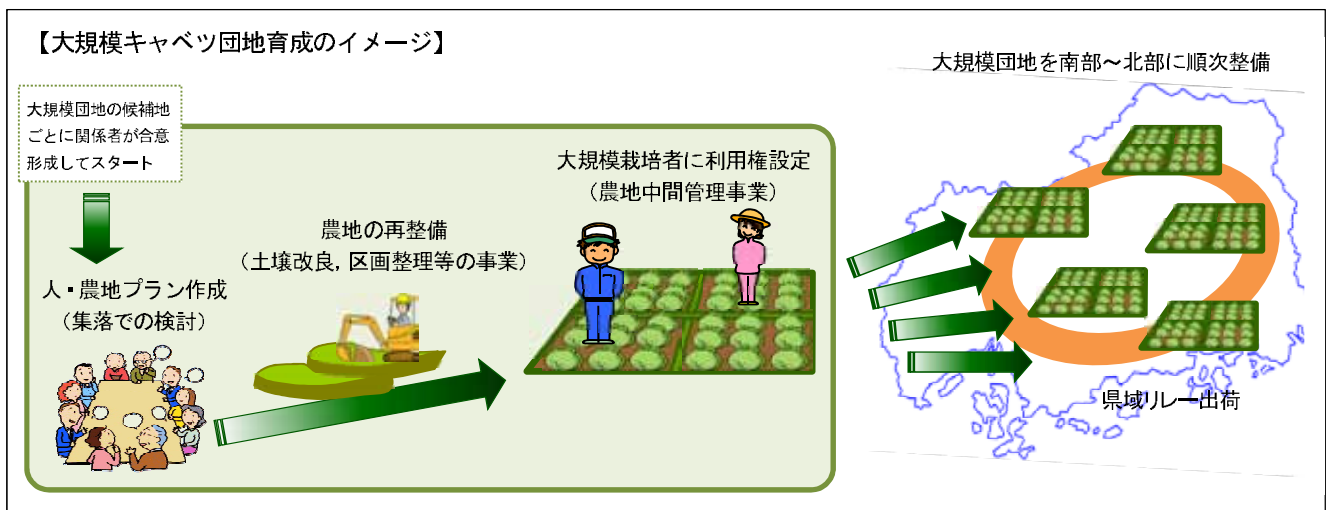 【大規模キャベツ団地育成のイメージ】
大規模団地を南部～北部に順次整備
大規模団地の候補地
ごとに関係者が合意
形成してスタート
大規模栽培者に利用権設定
（農地中間管理事業）
農地の再整備
（土壌改良，区画整理等の事業）
人・農地プラン作成
（集落での検討）
県域リレー出荷